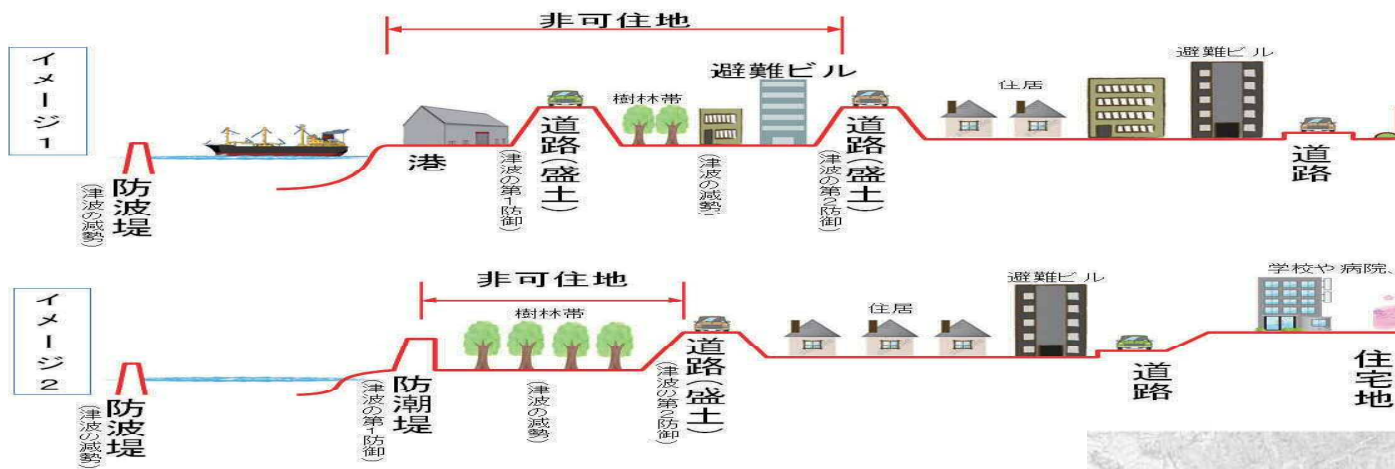 イメージ1
非可住地
避難ビル
避難ビル
樹林帯
住居
港
道路(盛土)
道路(盛土)
道路
防波堤
(津波の減勢)
(津波の第1防御)
(津波の減勢)
(津波の第2防御)
イメージ2
非可住地
避難ビル
学校や病院、
樹林帯
住居
防波堤
(津波の減勢)
防潮堤
(津波の第1防御)
(津波の減勢)
道路(盛土)
(津波の第2防御)
道路
住宅地